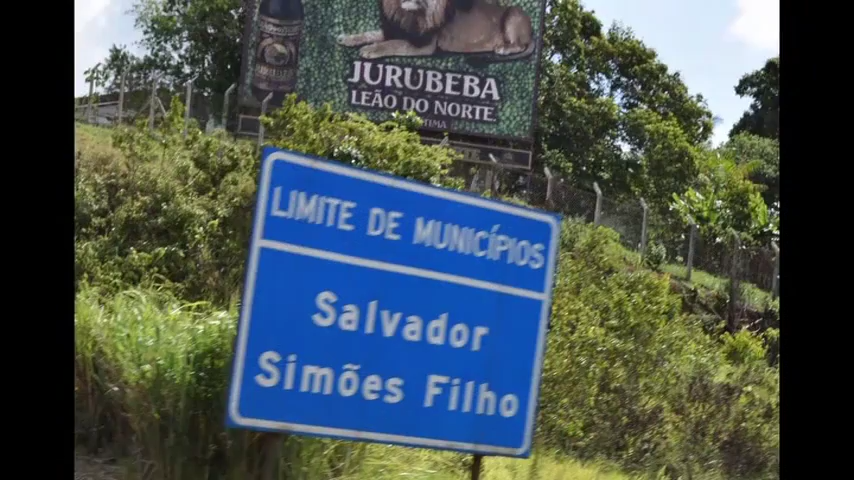 JURUBEBA
LEÃO DO NORTE
LIMITE DE MUNICÍPIOS
Salvador
Simões Filho